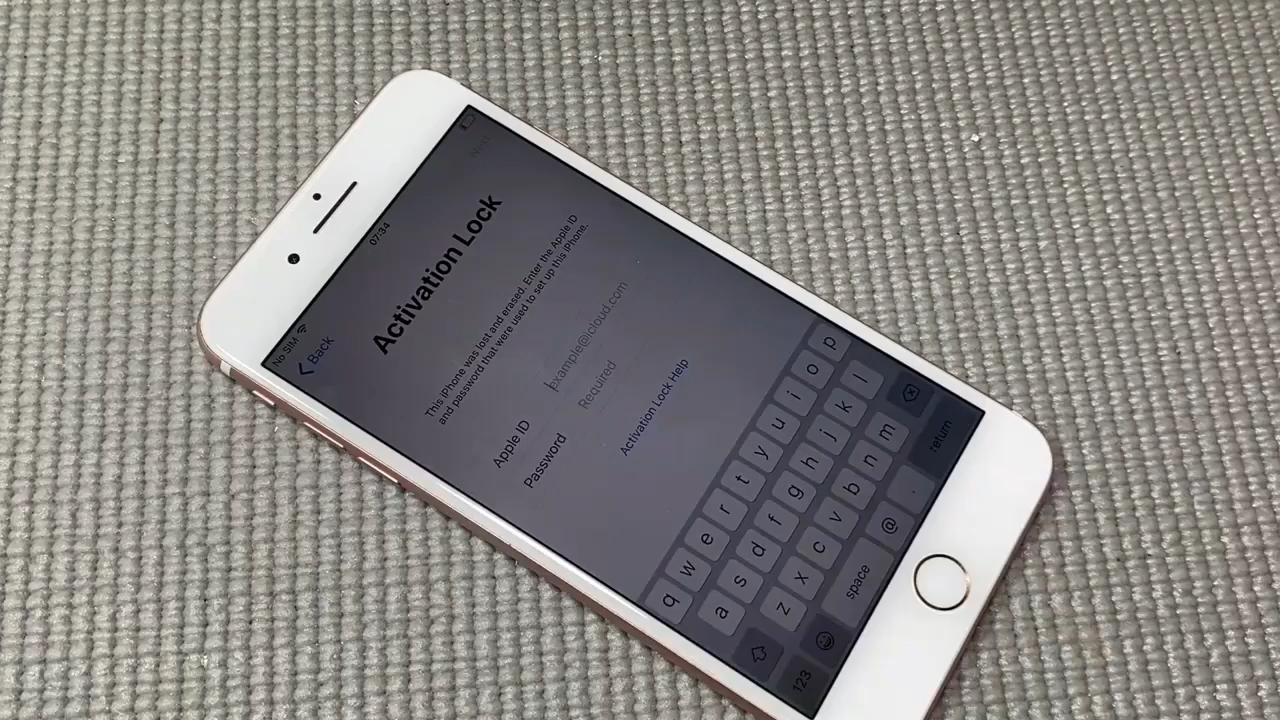 No SIM
07:34
Back
Next
Activation Lock
This iPhone was lost and erased. Enter the Apple ID
and password that were used to set up this iPhone.
Apple ID example@icloud.com
Password Required
Activation Lock Help
q w e r t y u i o p
a s d f g h j k l
z x c v b n m
123 space @ . return